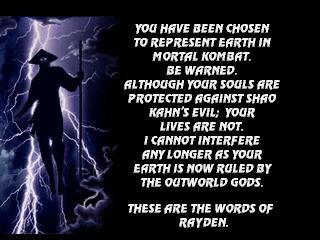 YOU HAVE BEEN CHOSEN
TO REPRESENT EARTH IN
MORTAL KOMBAT.
BE WARNED.
ALTHOUGH YOUR SOULS ARE
PROTECTED AGAINST SHAO
KAHN'S EVIL; YOUR
LIVES ARE NOT.
I CANNOT INTERFERE
ANY LONGER AS YOUR
EARTH IS NOW RULED BY
THE OUTWORLD GODS.
THESE ARE THE WORDS OF
RAYDEN.